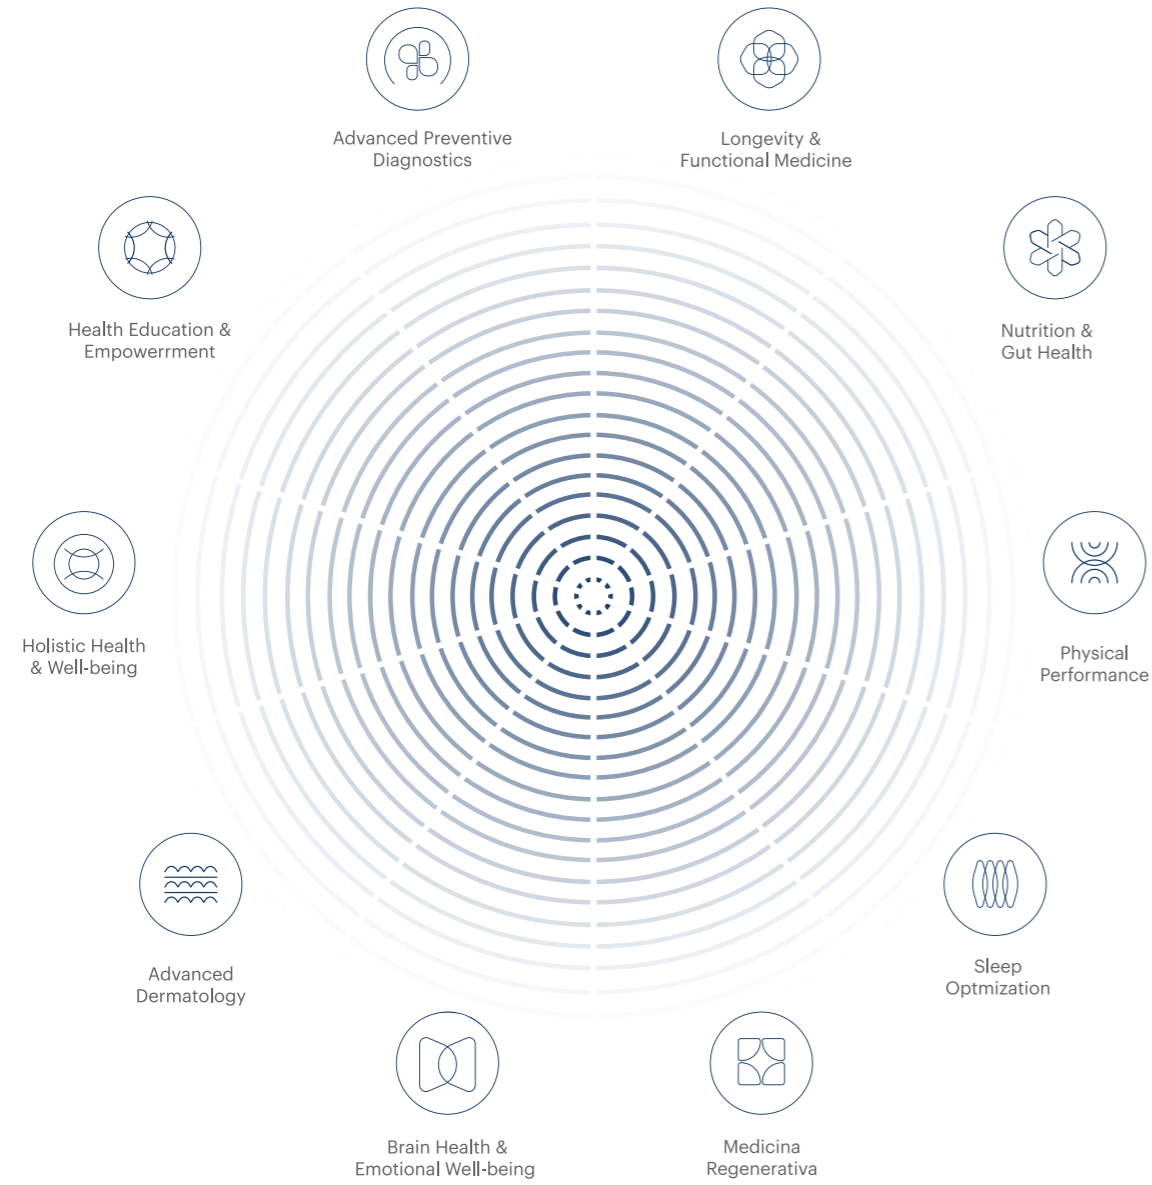 Advanced Preventive
Diagnostics
Longevity &
Functional Medicine
Health Education &
Empowerrment
Nutrition &
Gut Health
Holistic Health
& Well-being
Physical
Performance
Advanced
Dermatology
Sleep
Optmization
Brain Health &
Emotional Well-being
Medicina
Regenerativa